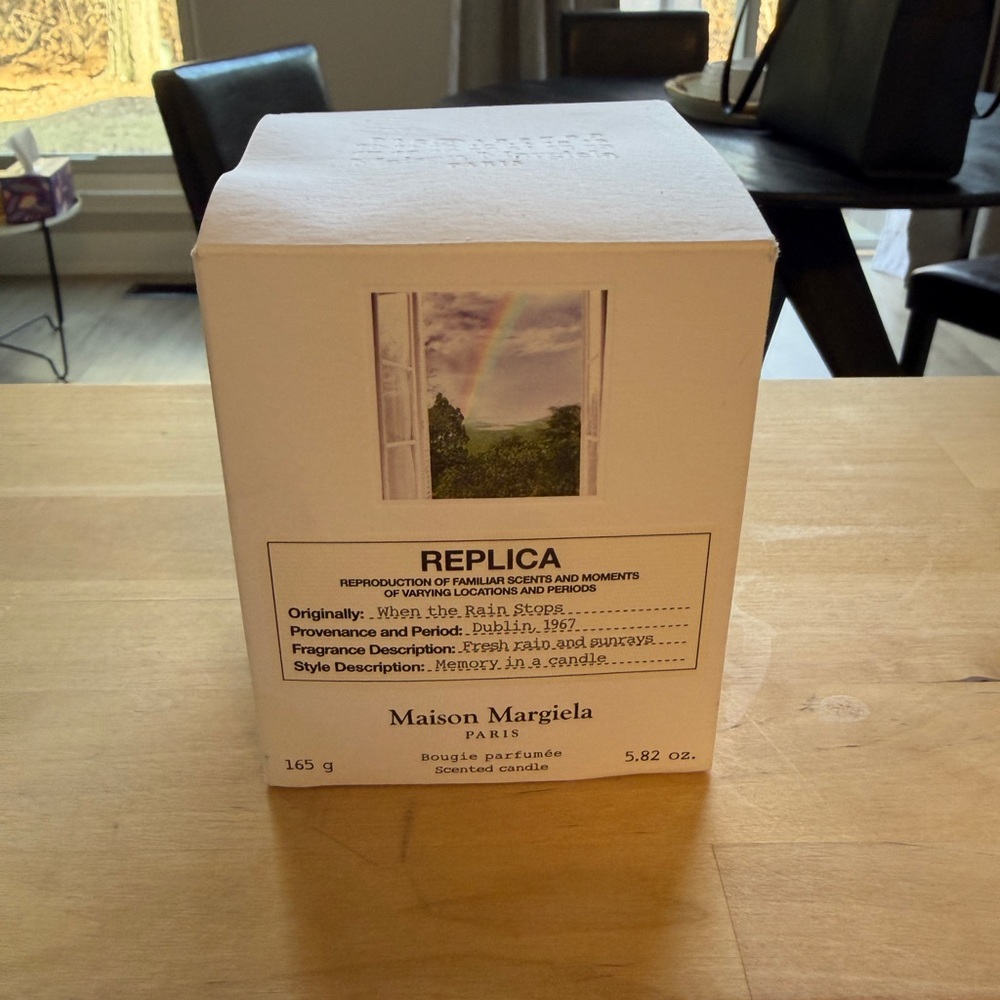 REPLICA
REPRODUCTION OF FAMILIAR SCENTS AND MOMENTS
OF VARYING LOCATIONS AND PERIODS
Originally: When the Rain Stops
Provenance and Period: Dublin, 1967
Fragrance Description: Fresh rain and sunrays
Style Description: Memory in a candle
Maison Margiela
PARIS
Bougie parfumée
Scented candle
165 g
5.82 oz.